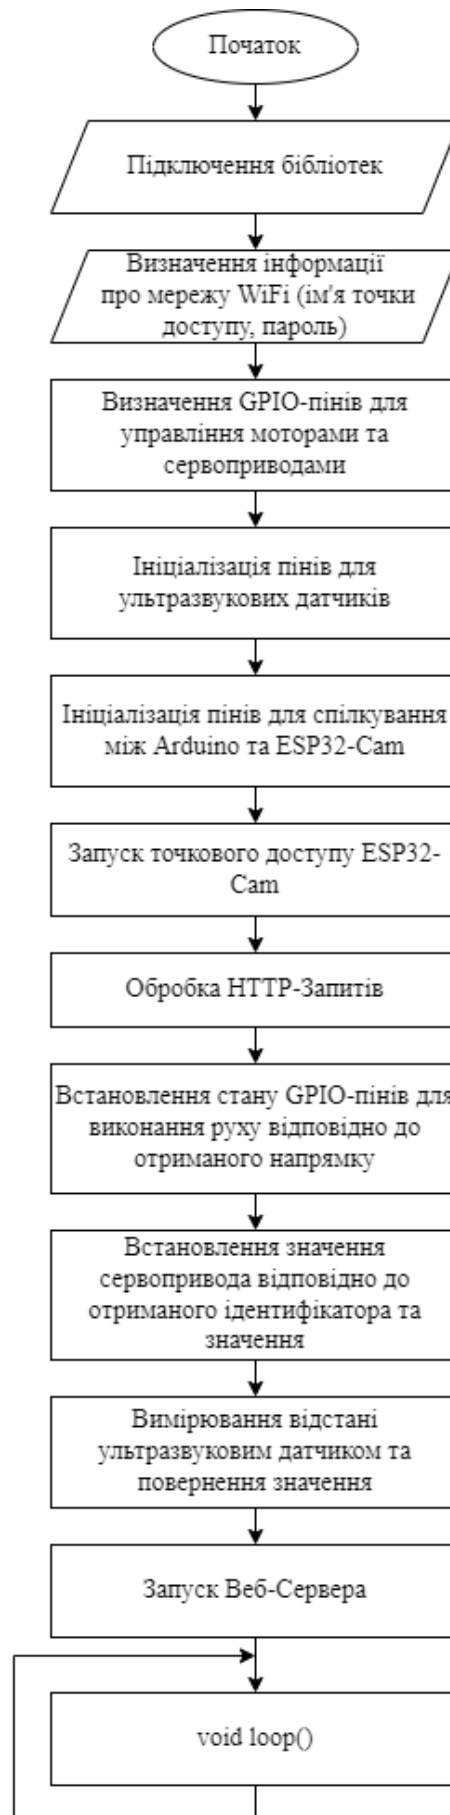 Початок
Підключення бібліотек
Визначення інформації
про мережу WiFi (ім'я точки
доступу, пароль)
Визначення GPIO-пінів для
управління моторами та
сервоприводами
Ініціалізація пінів для
ультразвукових датчиків
Ініціалізація пінів для спілкування
між Arduino та ESP32-Cam
Запуск точкового доступу ESP32-
Cam
Обробка HTTP-Запитів
Встановлення стану GPIO-пінів для
виконання руху відповідно до
отриманого напрямку
Встановлення значення
сервопривода відповідно до
отриманого ідентифікатора та
значення
Вимірювання відстані
ультразвуковим датчиком та
повернення значення
Запуск Веб-Сервера
void loop()